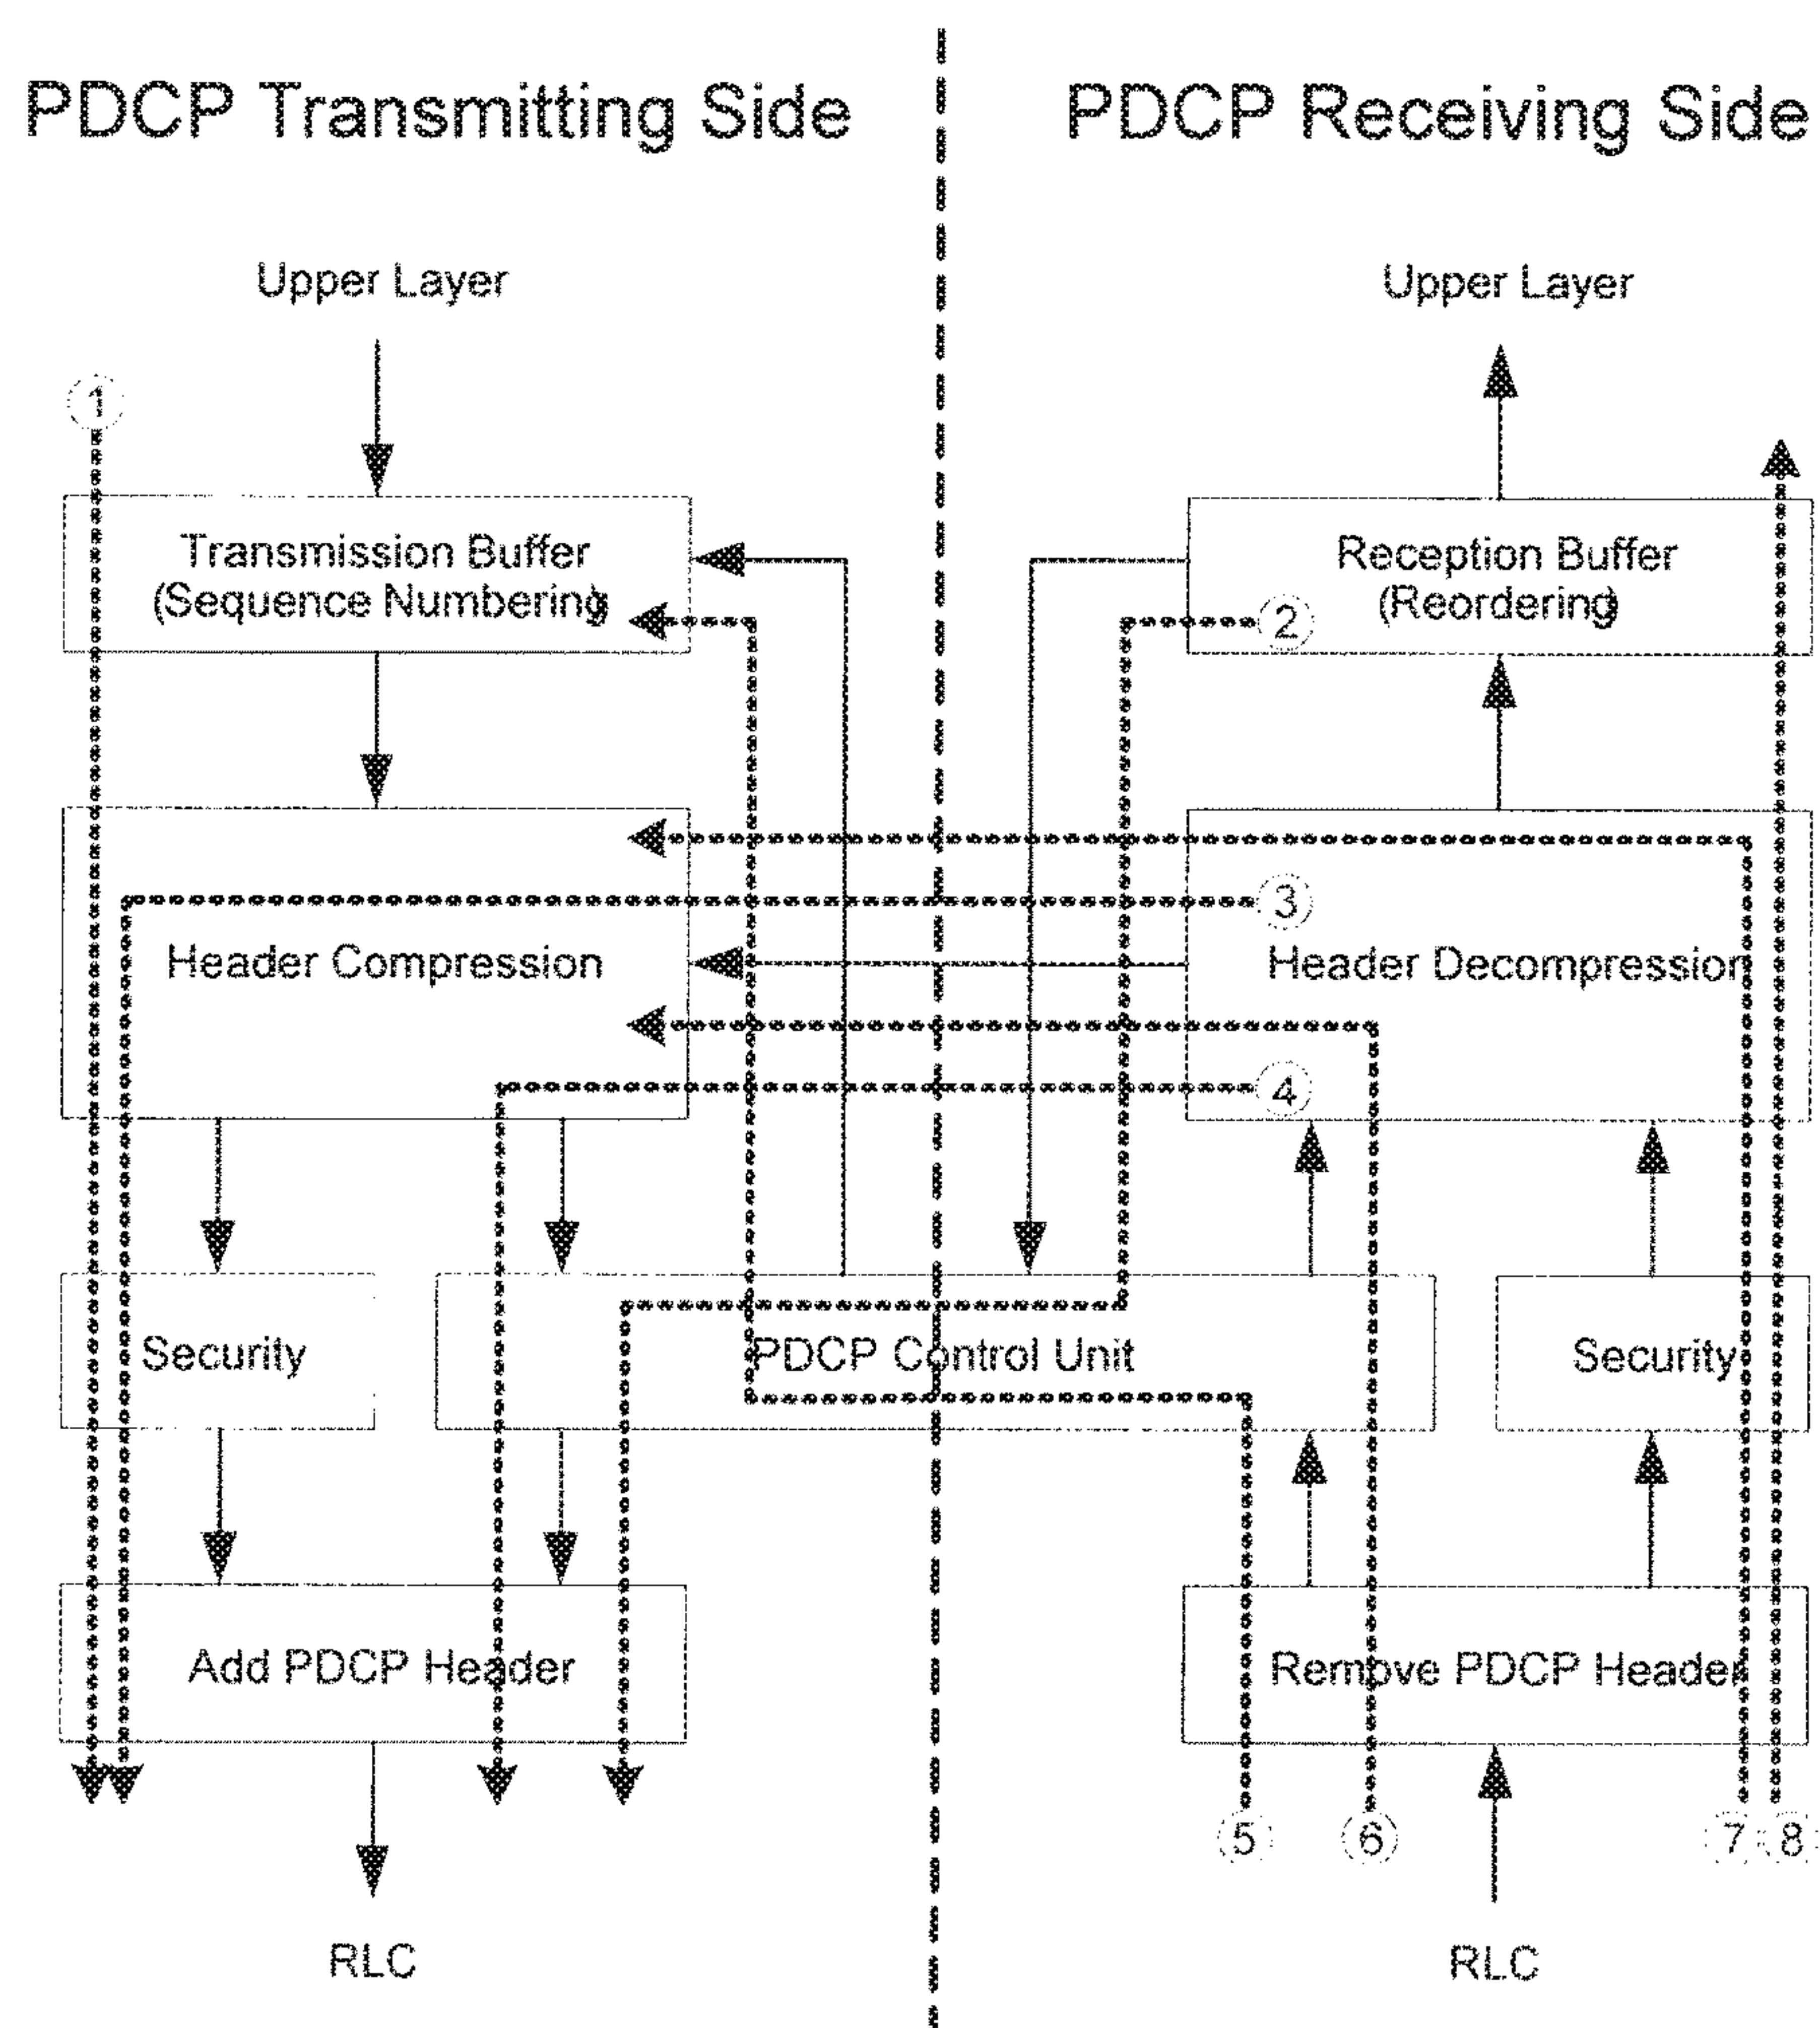 PDCP Transmitting Side
PDCP Receiving Side
Upper Layer
Upper Layer
1
Transmission Buffer
(Sequence Numbering)
Reception Buffer
(Reordering)
2
3
Header Compression
Header Decompression
4
Security
PDCP Control Unit
Security
Add PDCP Header
Remove PDCP Header
5
6
7
8
RLC
RLC